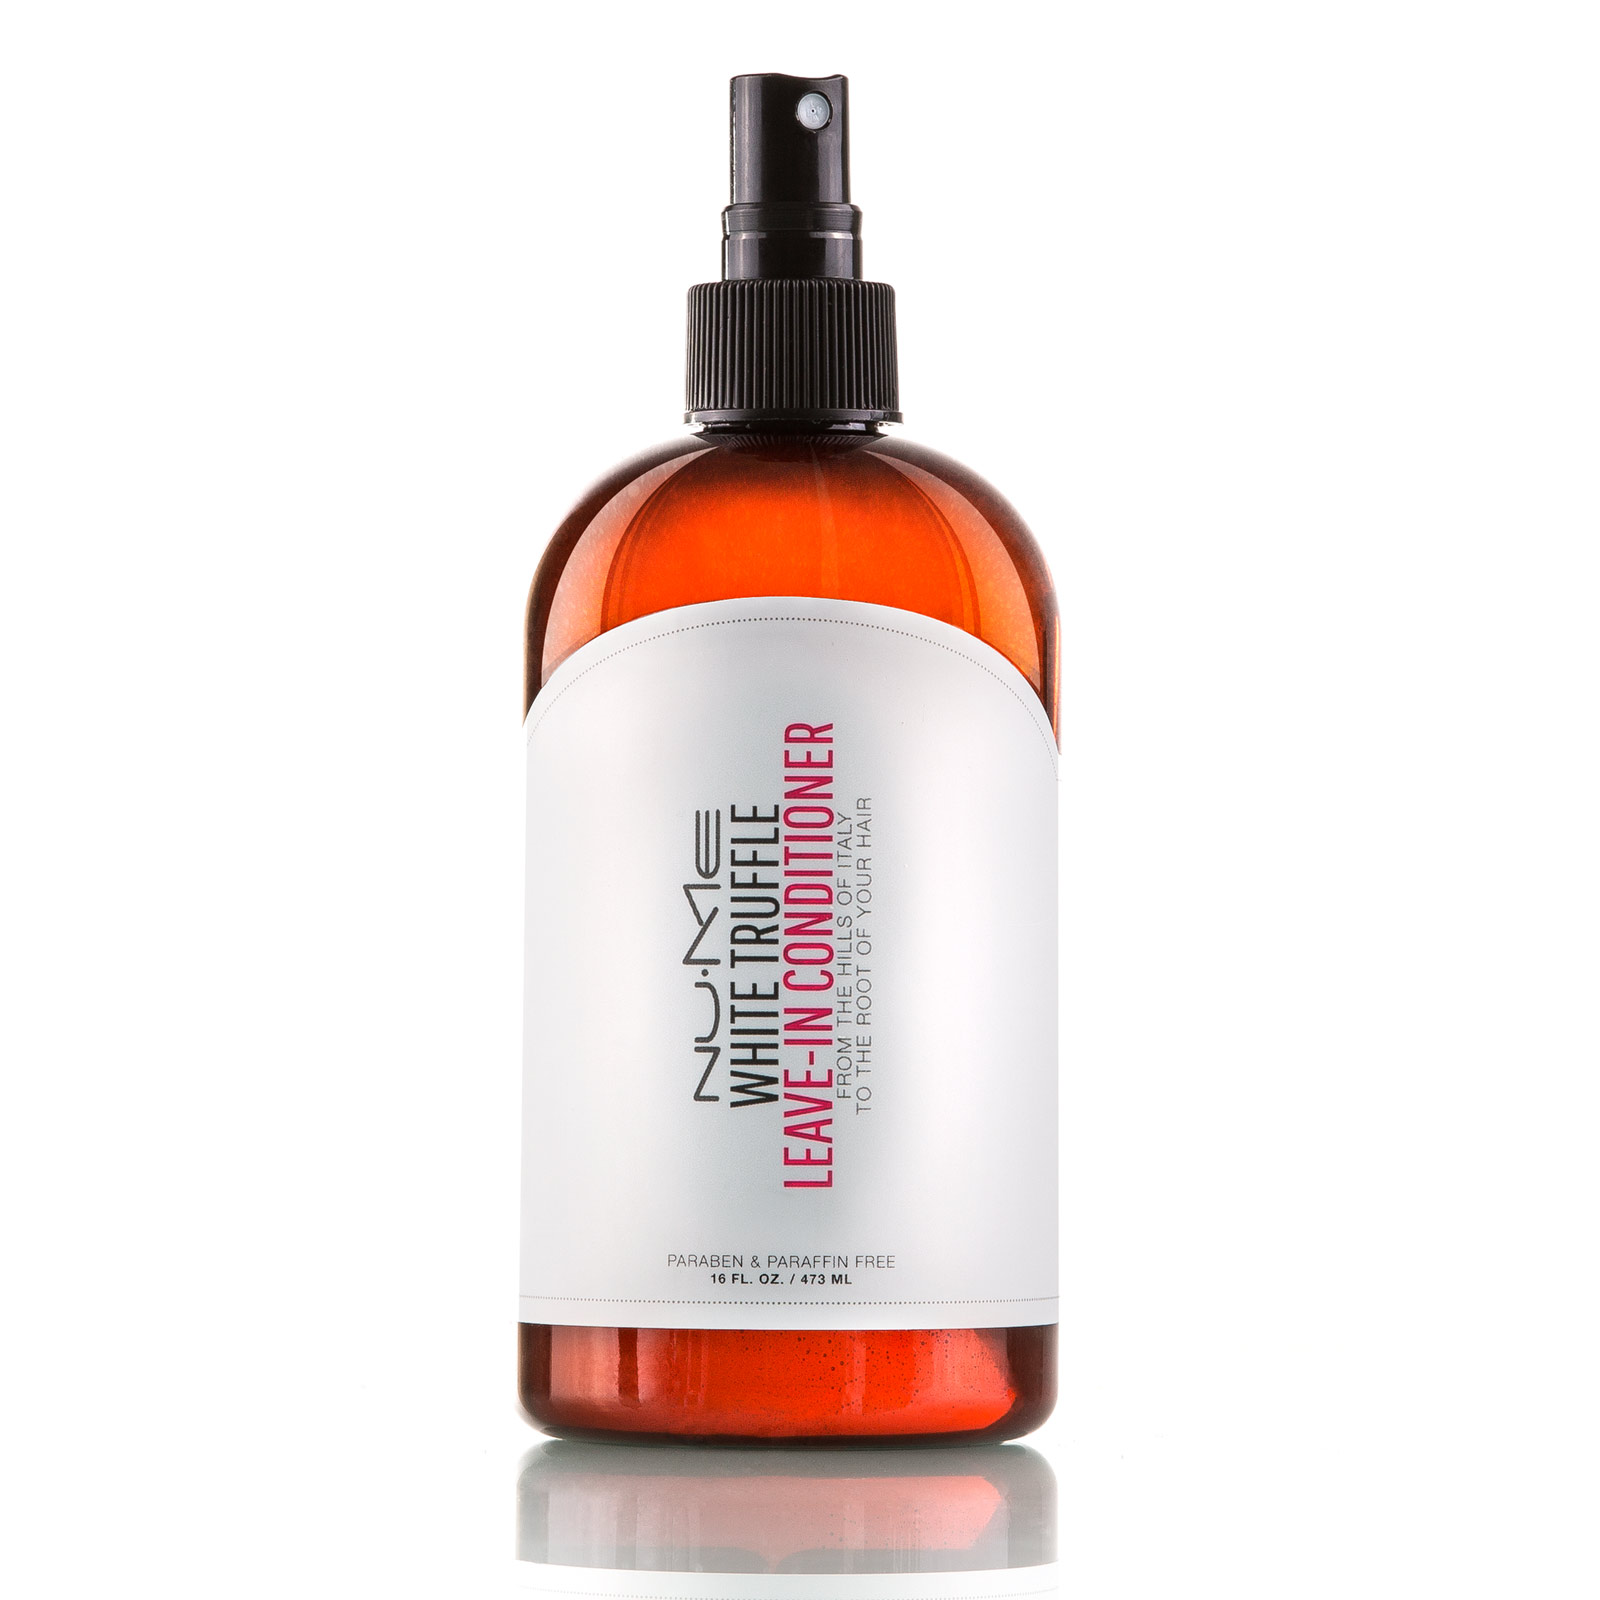 NU·ME
WHITE TRUFFLE
LEAVE-IN CONDITIONER
FROM THE HILLS OF ITALY
TO THE ROOT OF YOUR HAIR
PARABEN & PARAFFIN FREE
16 FL. OZ. / 473 ML